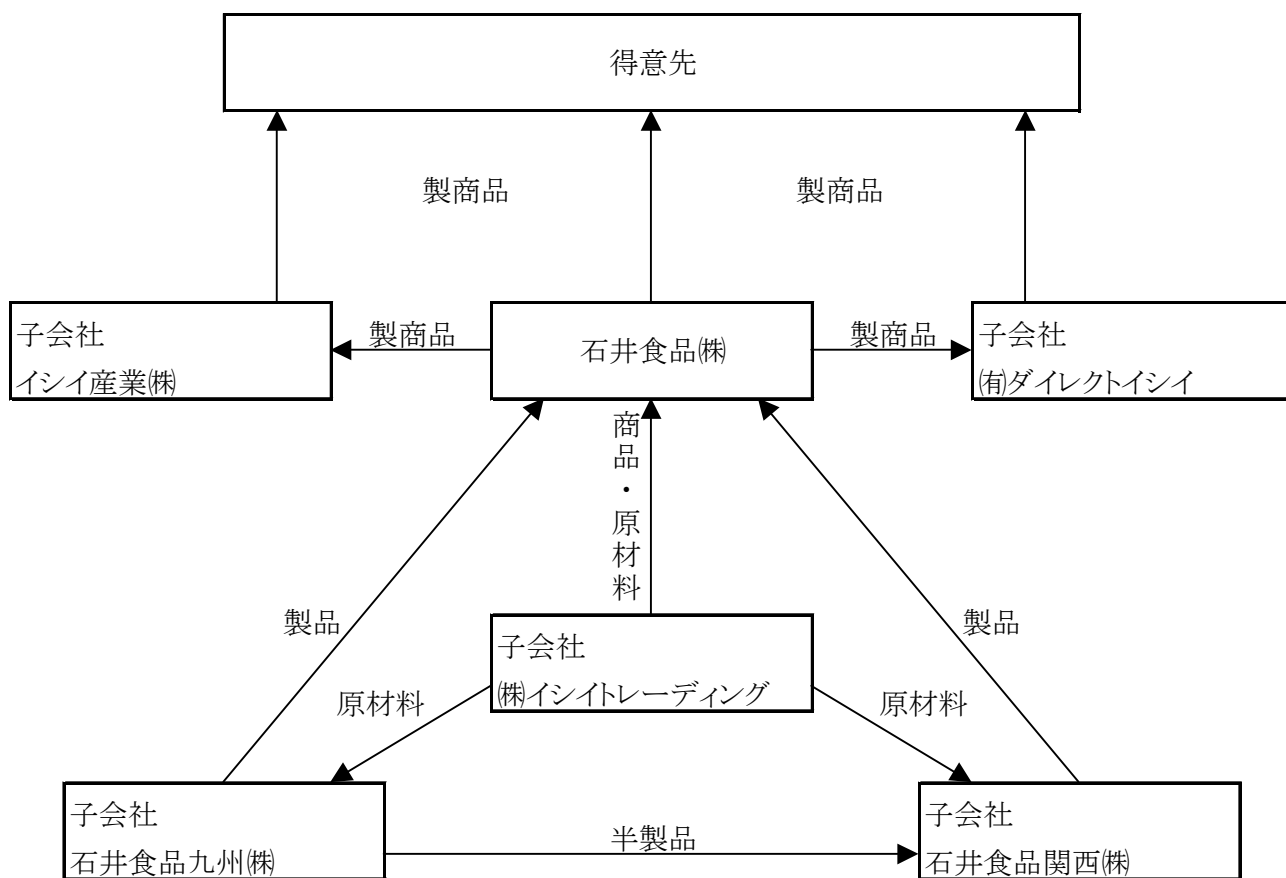 得意先
製商品
製商品
子会社
イシイ産業㈱
製商品
石井食品㈱
製商品
子会社
㈲ダイレクトイシイ
商品・原材料
製品
子会社
㈱イシイトレーディング
製品
原材料
原材料
子会社
石井食品九州㈱
半製品
子会社
石井食品関西㈱